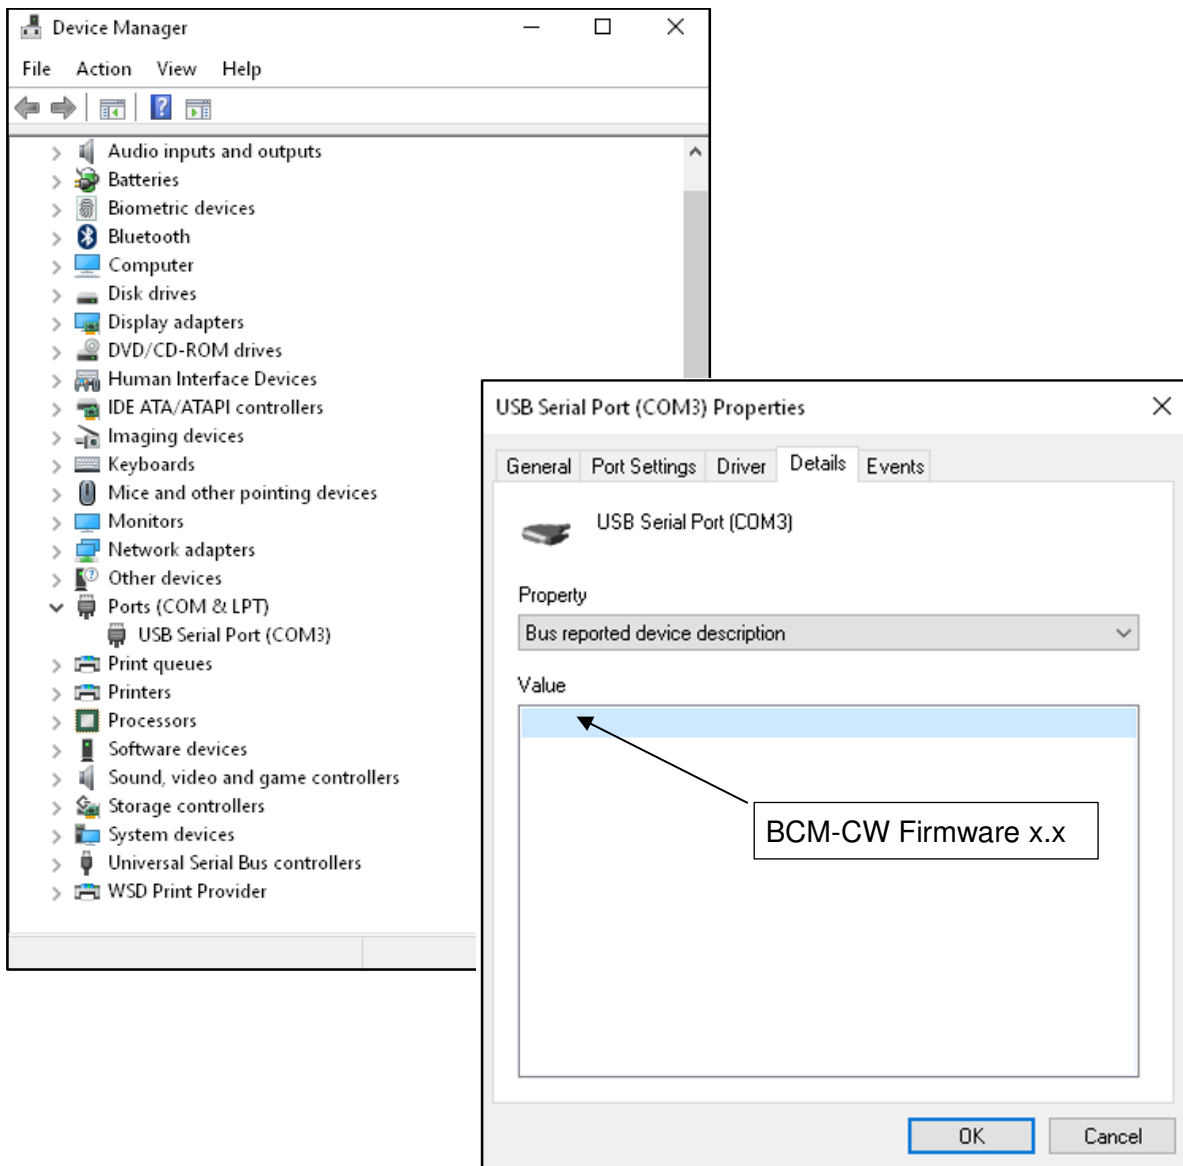 Device Manager
File Action View Help
Audio inputs and outputs
Batteries
Biometric devices
Bluetooth
Computer
Disk drives
Display adapters
DVD/CD-ROM drives
Human Interface Devices
IDE ATA/ATAPI controllers
Imaging devices
Keyboards
Mice and other pointing devices
Monitors
Network adapters
Other devices
Ports (COM & LPT)
USB Serial Port (COM3)
Print queues
Printers
Processors
Software devices
Sound, video and game controllers
Storage controllers
System devices
Universal Serial Bus controllers
WSD Print Provider
USB Serial Port (COM3) Properties
General Port Settings Driver Details Events
USB Serial Port (COM3)
Property
Bus reported device description
Value
BCM-CW Firmware x.x
OK Cancel